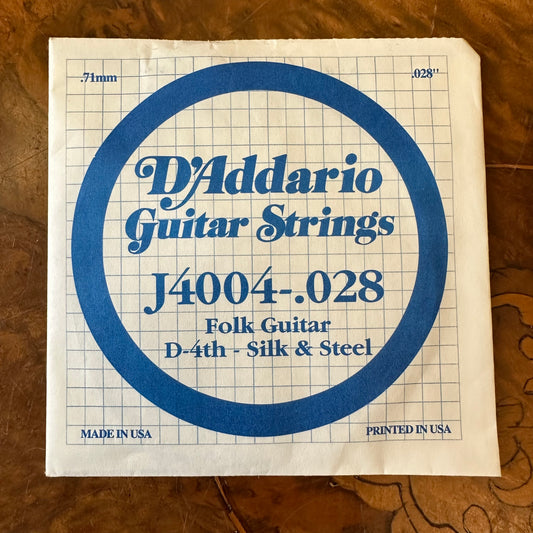 .71mm .028"
D'Addario
Guitar Strings
J4004-.028
Folk Guitar
D-4th - Silk & Steel
MADE IN USA PRINTED IN USA